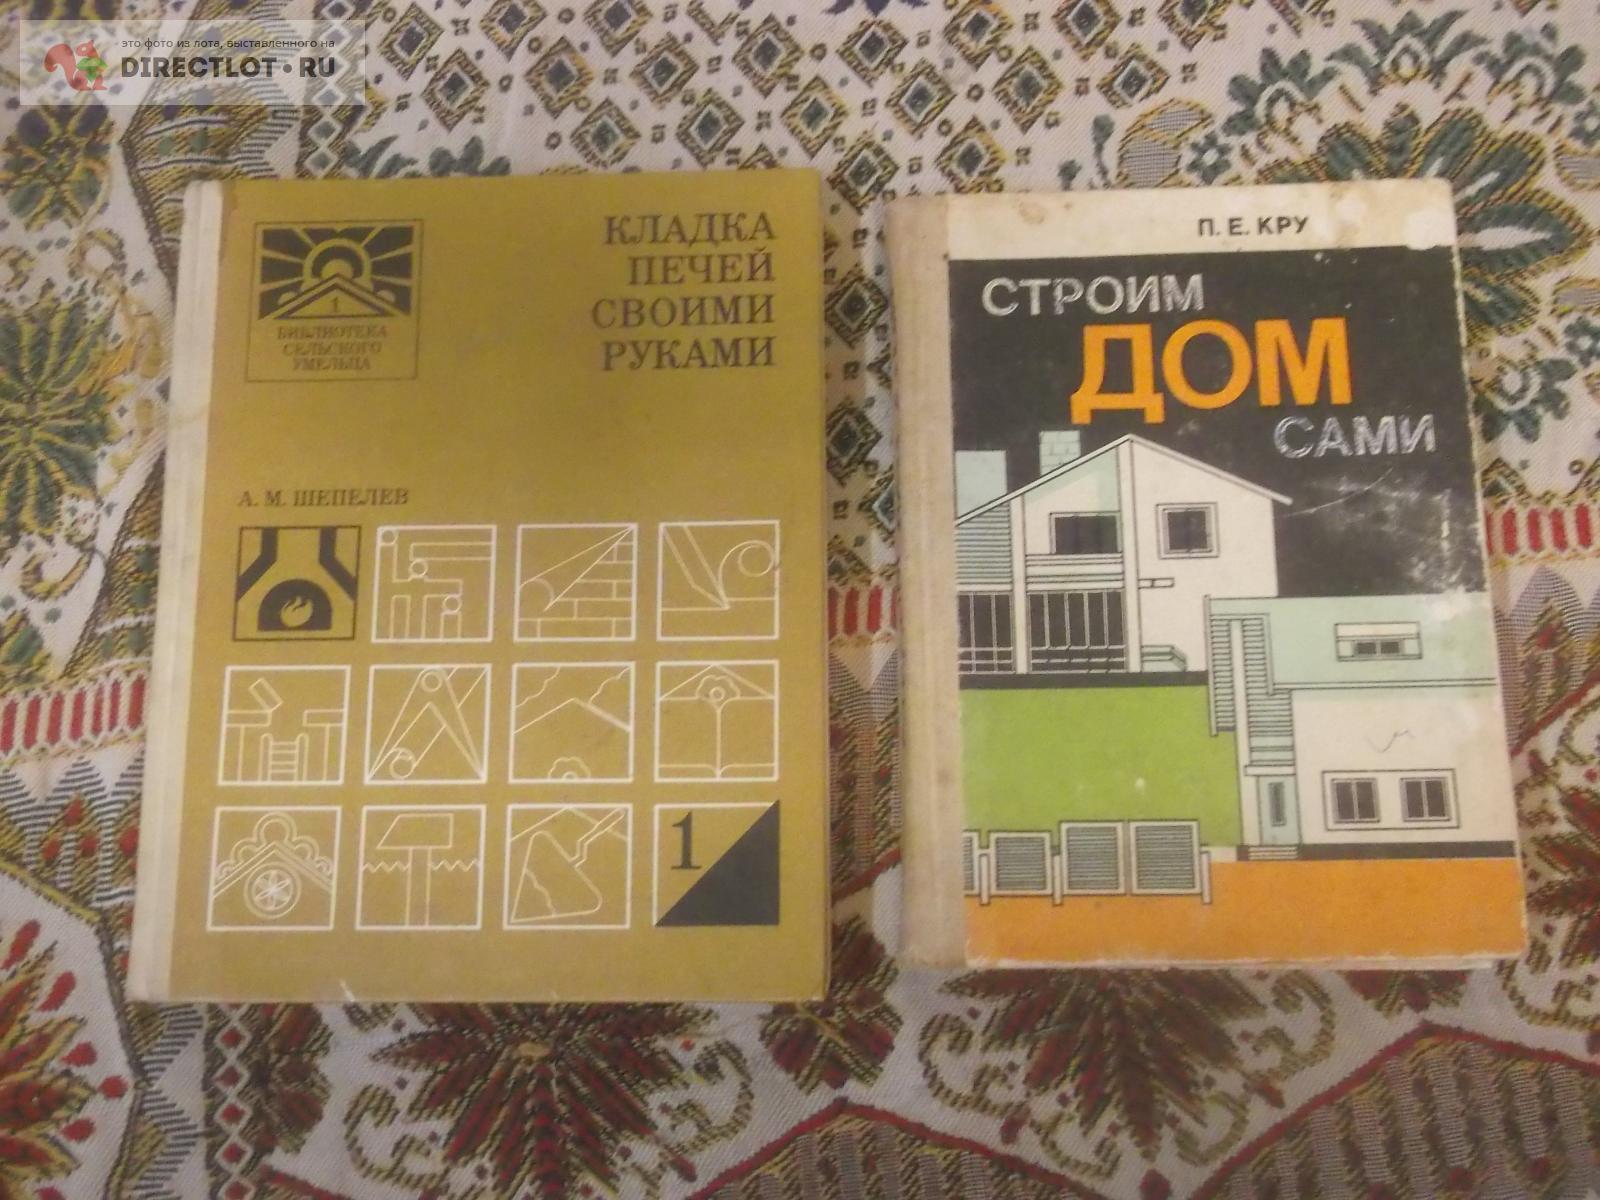 это фото из лота, выставленного на
DIRECTLOT•RU
КЛАДКА
ПЕЧЕЙ
СВОИМИ
РУКАМИ
1
БИБЛИОТЕКА
СЕЛЬСКОГО
УМЕЛЬЦА
А. М. ШЕПЕЛЕВ
1
П. Е. КРУ
СТРОИМ
ДОМ
САМИ